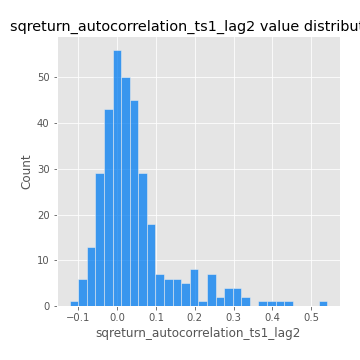 sqreturn_autocorrelation_ts1_lag2 value distribut
50
40
30
20
10
0
Count
−0.1 0.0 0.1 0.2 0.3 0.4 0.5
sqreturn_autocorrelation_ts1_lag2